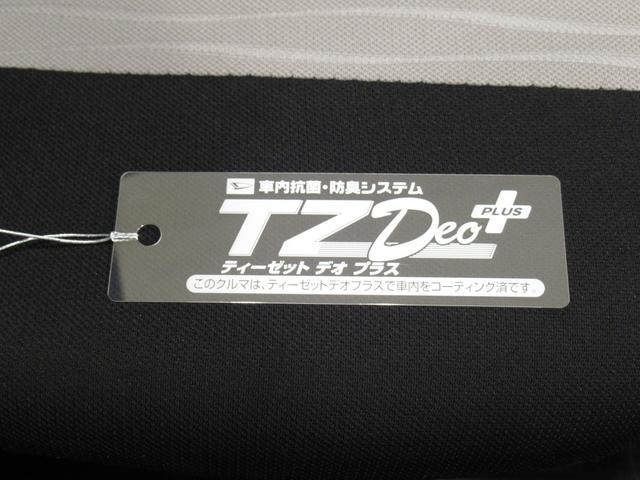 車内抗菌・防臭システム
TZ Deo PLUS
ティーゼット デオ プラス
このクルマは、ティーゼットデオプラスで車内をコーティング済です。